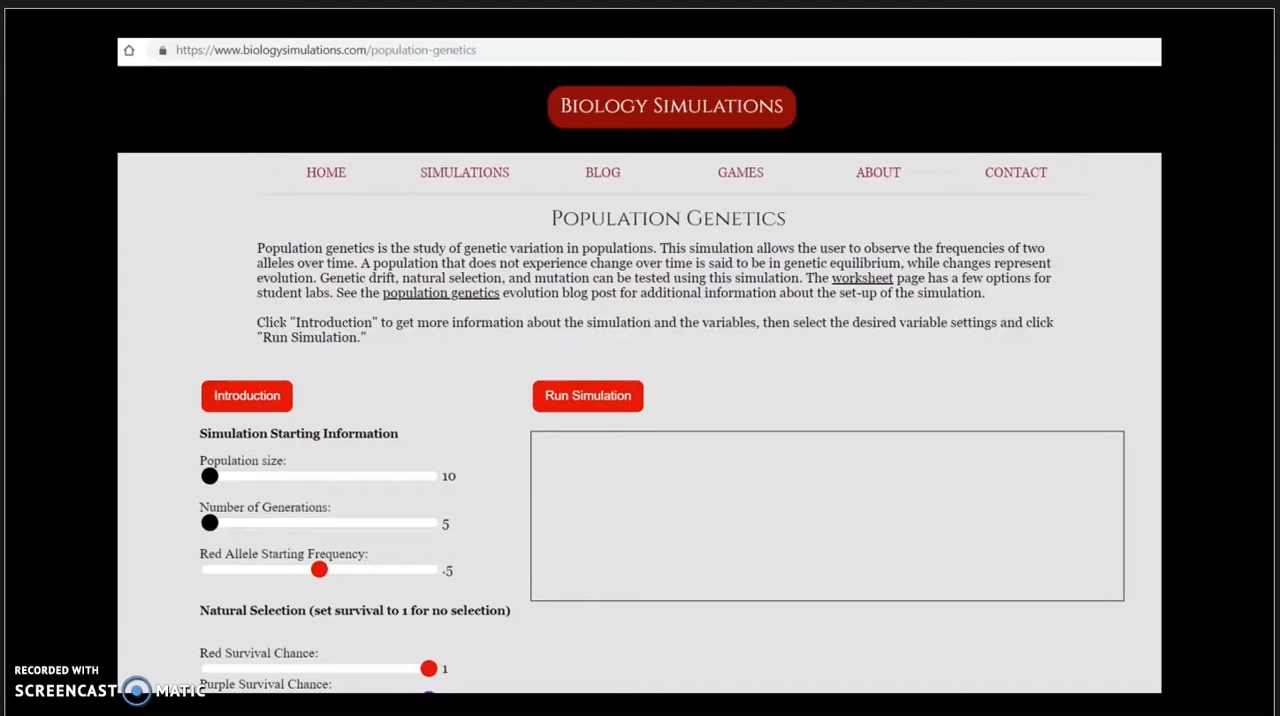 https://www.biologysimulations.com/population-genetics
BIOLOGY SIMULATIONS
HOME SIMULATIONS BLOG GAMES ABOUT CONTACT
POPULATION GENETICS
Population genetics is the study of genetic variation in populations. This simulation allows the user to observe the frequencies of two
alleles over time. A population that does not experience change over time is said to be in genetic equilibrium, while changes represent
evolution. Genetic drift, natural selection, and mutation can be tested using this simulation. The worksheet page has a few options for
student labs. See the population genetics evolution blog post for additional information about the set-up of the simulation.
Click "Introduction" to get more information about the simulation and the variables, then select the desired variable settings and click
"Run Simulation."
Introduction
Run Simulation
Simulation Starting Information
Population size:
10
Number of Generations:
5
Red Allele Starting Frequency:
.5
Natural Selection (set survival to 1 for no selection)
Red Survival Chance:
1
Purple Survival Chance:
RECORDED WITH
SCREENCAST MATIC